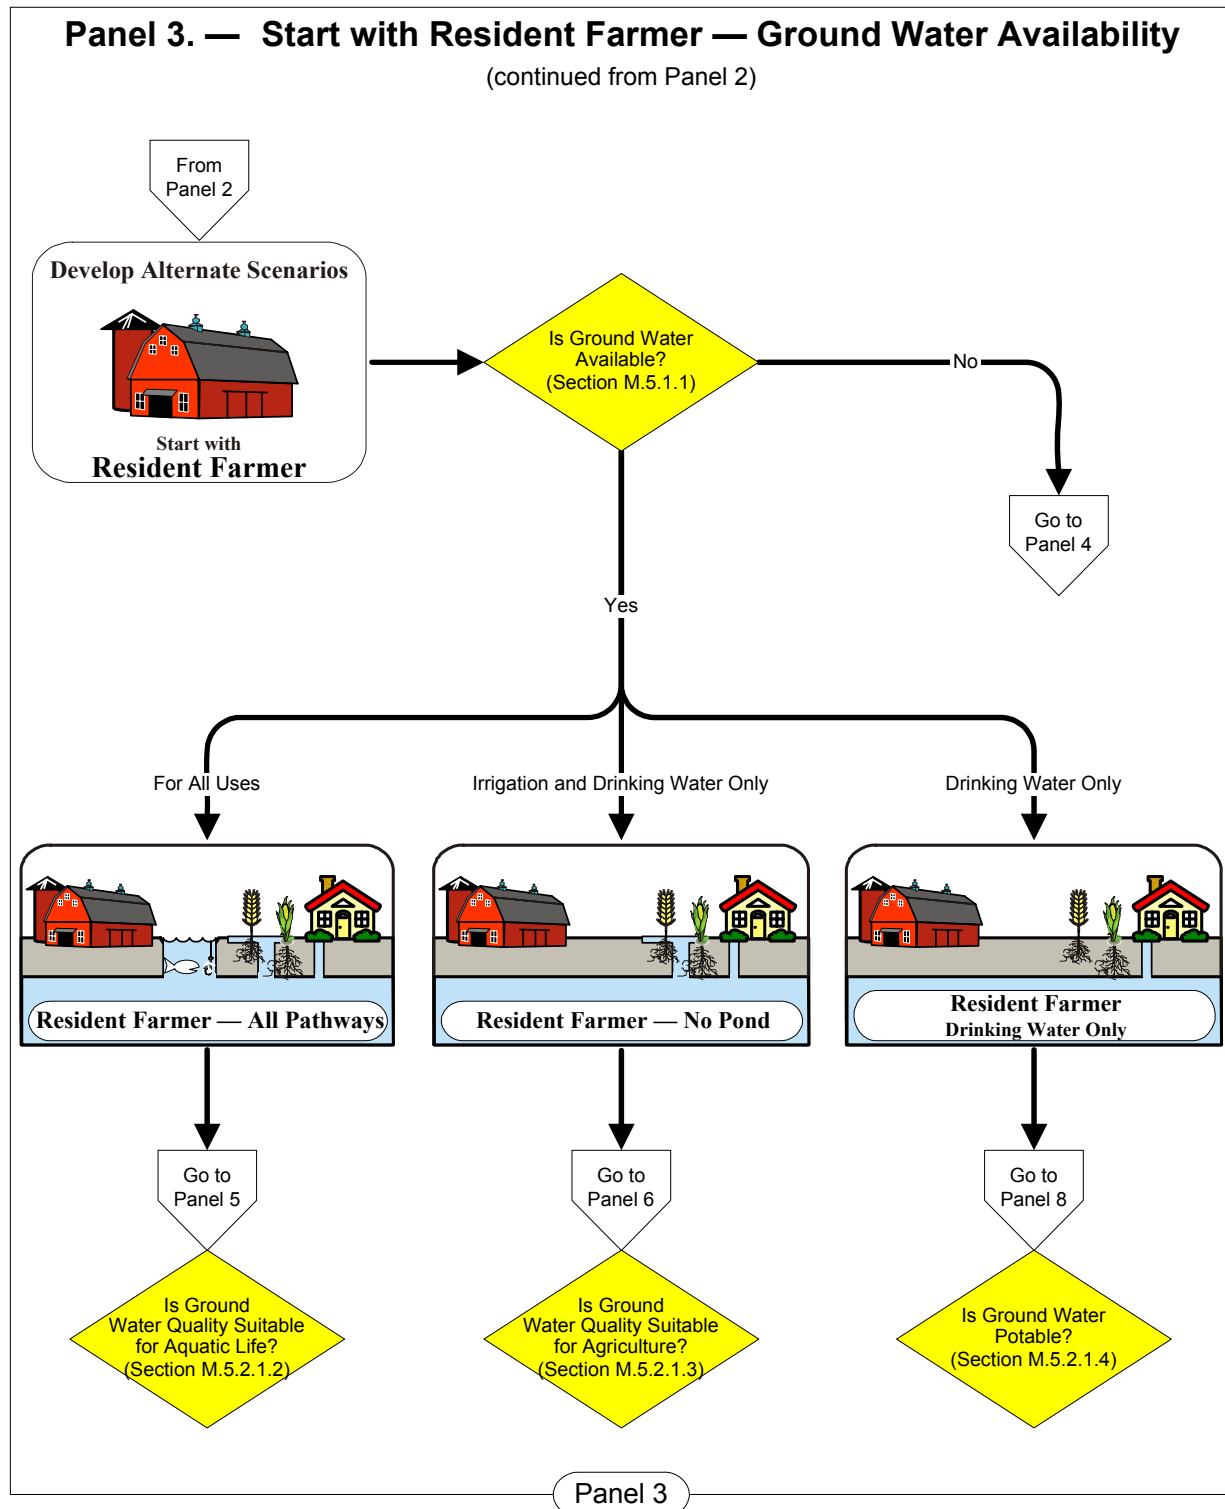 Panel 3. — Start with Resident Farmer — Ground Water Availability
(continued from Panel 2)
From
Panel 2
Develop Alternate Scenarios
Start with
Resident Farmer
Is Ground Water
Available?
(Section M.5.1.1)
No
Go to
Panel 4
Yes
For All Uses
Irrigation and Drinking Water Only
Drinking Water Only
Resident Farmer — All Pathways
Resident Farmer — No Pond
Resident Farmer
Drinking Water Only
Go to
Panel 5
Go to
Panel 6
Go to
Panel 8
Is Ground
Water Quality Suitable
for Aquatic Life?
(Section M.5.2.1.2)
Is Ground
Water Quality Suitable
for Agriculture?
(Section M.5.2.1.3)
Is Ground Water
Potable?
(Section M.5.2.1.4)
Panel 3